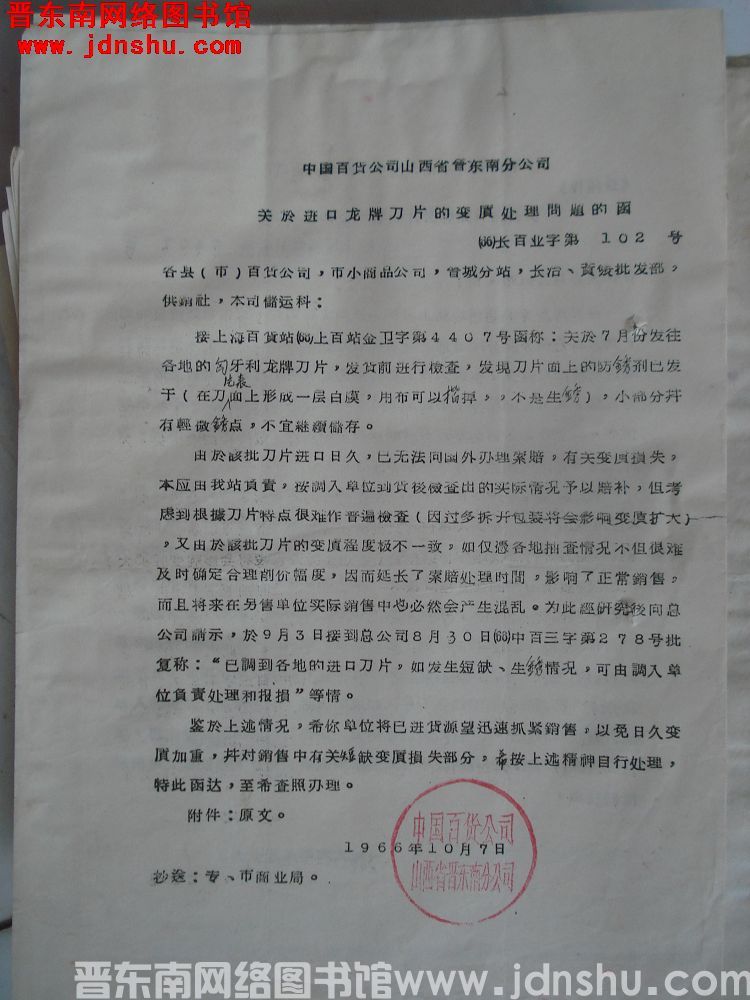 晋东南网络图书馆
www.jdnshu.com
中国百货公司山西省晋东南分公司
关於进口龙牌刀片的变质处理問題的函
(66)长百业字第 102 号
各县(市)百货公司,市小商品公司,晋城分站,长冶、黄碾批发部,
供銷社,本司儲运科:
接上海百貨站(66)上百站金卫字第4407号函称:关於7月份发往
各地的匈牙利龙牌刀片,发货前进行檢查,发現刀片面上的防銹剂已发
干(在刀片表面上形成一层白膜,用布可以揩掉,不是生銹),小部分幷
有輕微銹点,不宜継續儲存。
由於該批刀片进口日久,已无法向国外办理索賠,有关变质損失,
本应由我站負責,按調入单位到貨後檢查出的实际情况予以賠补,但考
虑到根據刀片特点很难作普遍檢查(因过多拆开包装将会影响变质扩大)
,又由於該批刀片的变质程度极不一致,如仅憑各地抽查情况不但很难
及时确定合理削价幅度,因而延长了索賠处理时間,影响了正常銷售,
而且将来在另售单位实际銷售中也必然会产生混乱。为此經研究後向总
公司請示,於9月3日接到总公司8月30日(66)中百三字第278号批
复称:“已調到各地的进口刀片,如发生短缺、生銹情况,可由調入单
位負責处理和报損”等情。
鉴於上述情况,希你单位将已进货源望迅速抓紧銷售,以免日久变
质加重,幷对銷售中有关短缺变质損失部分,希按上述精神自行处理,
特此函达,至希查照办理。
附件:原文。
1966年10月7日
中国百货公司
山西省晋东南分公司
抄送:专、市商业局。
晋东南网络图书馆www.jdnshu.com